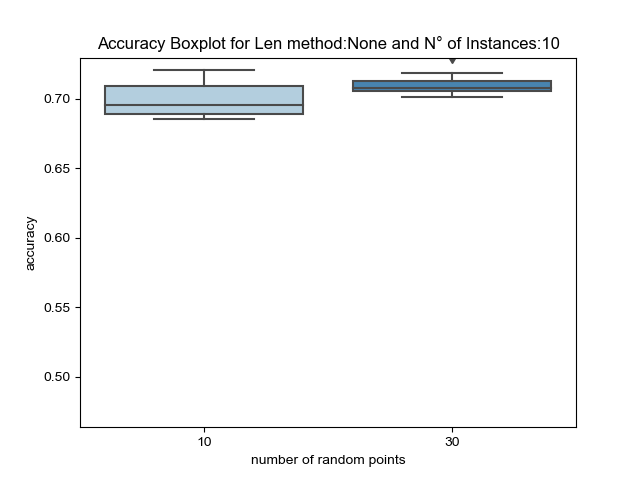 Accuracy Boxplot for Len method:None and N° of Instances:10
0.70
0.65
0.60
0.55
0.50
accuracy
10
30
number of random points